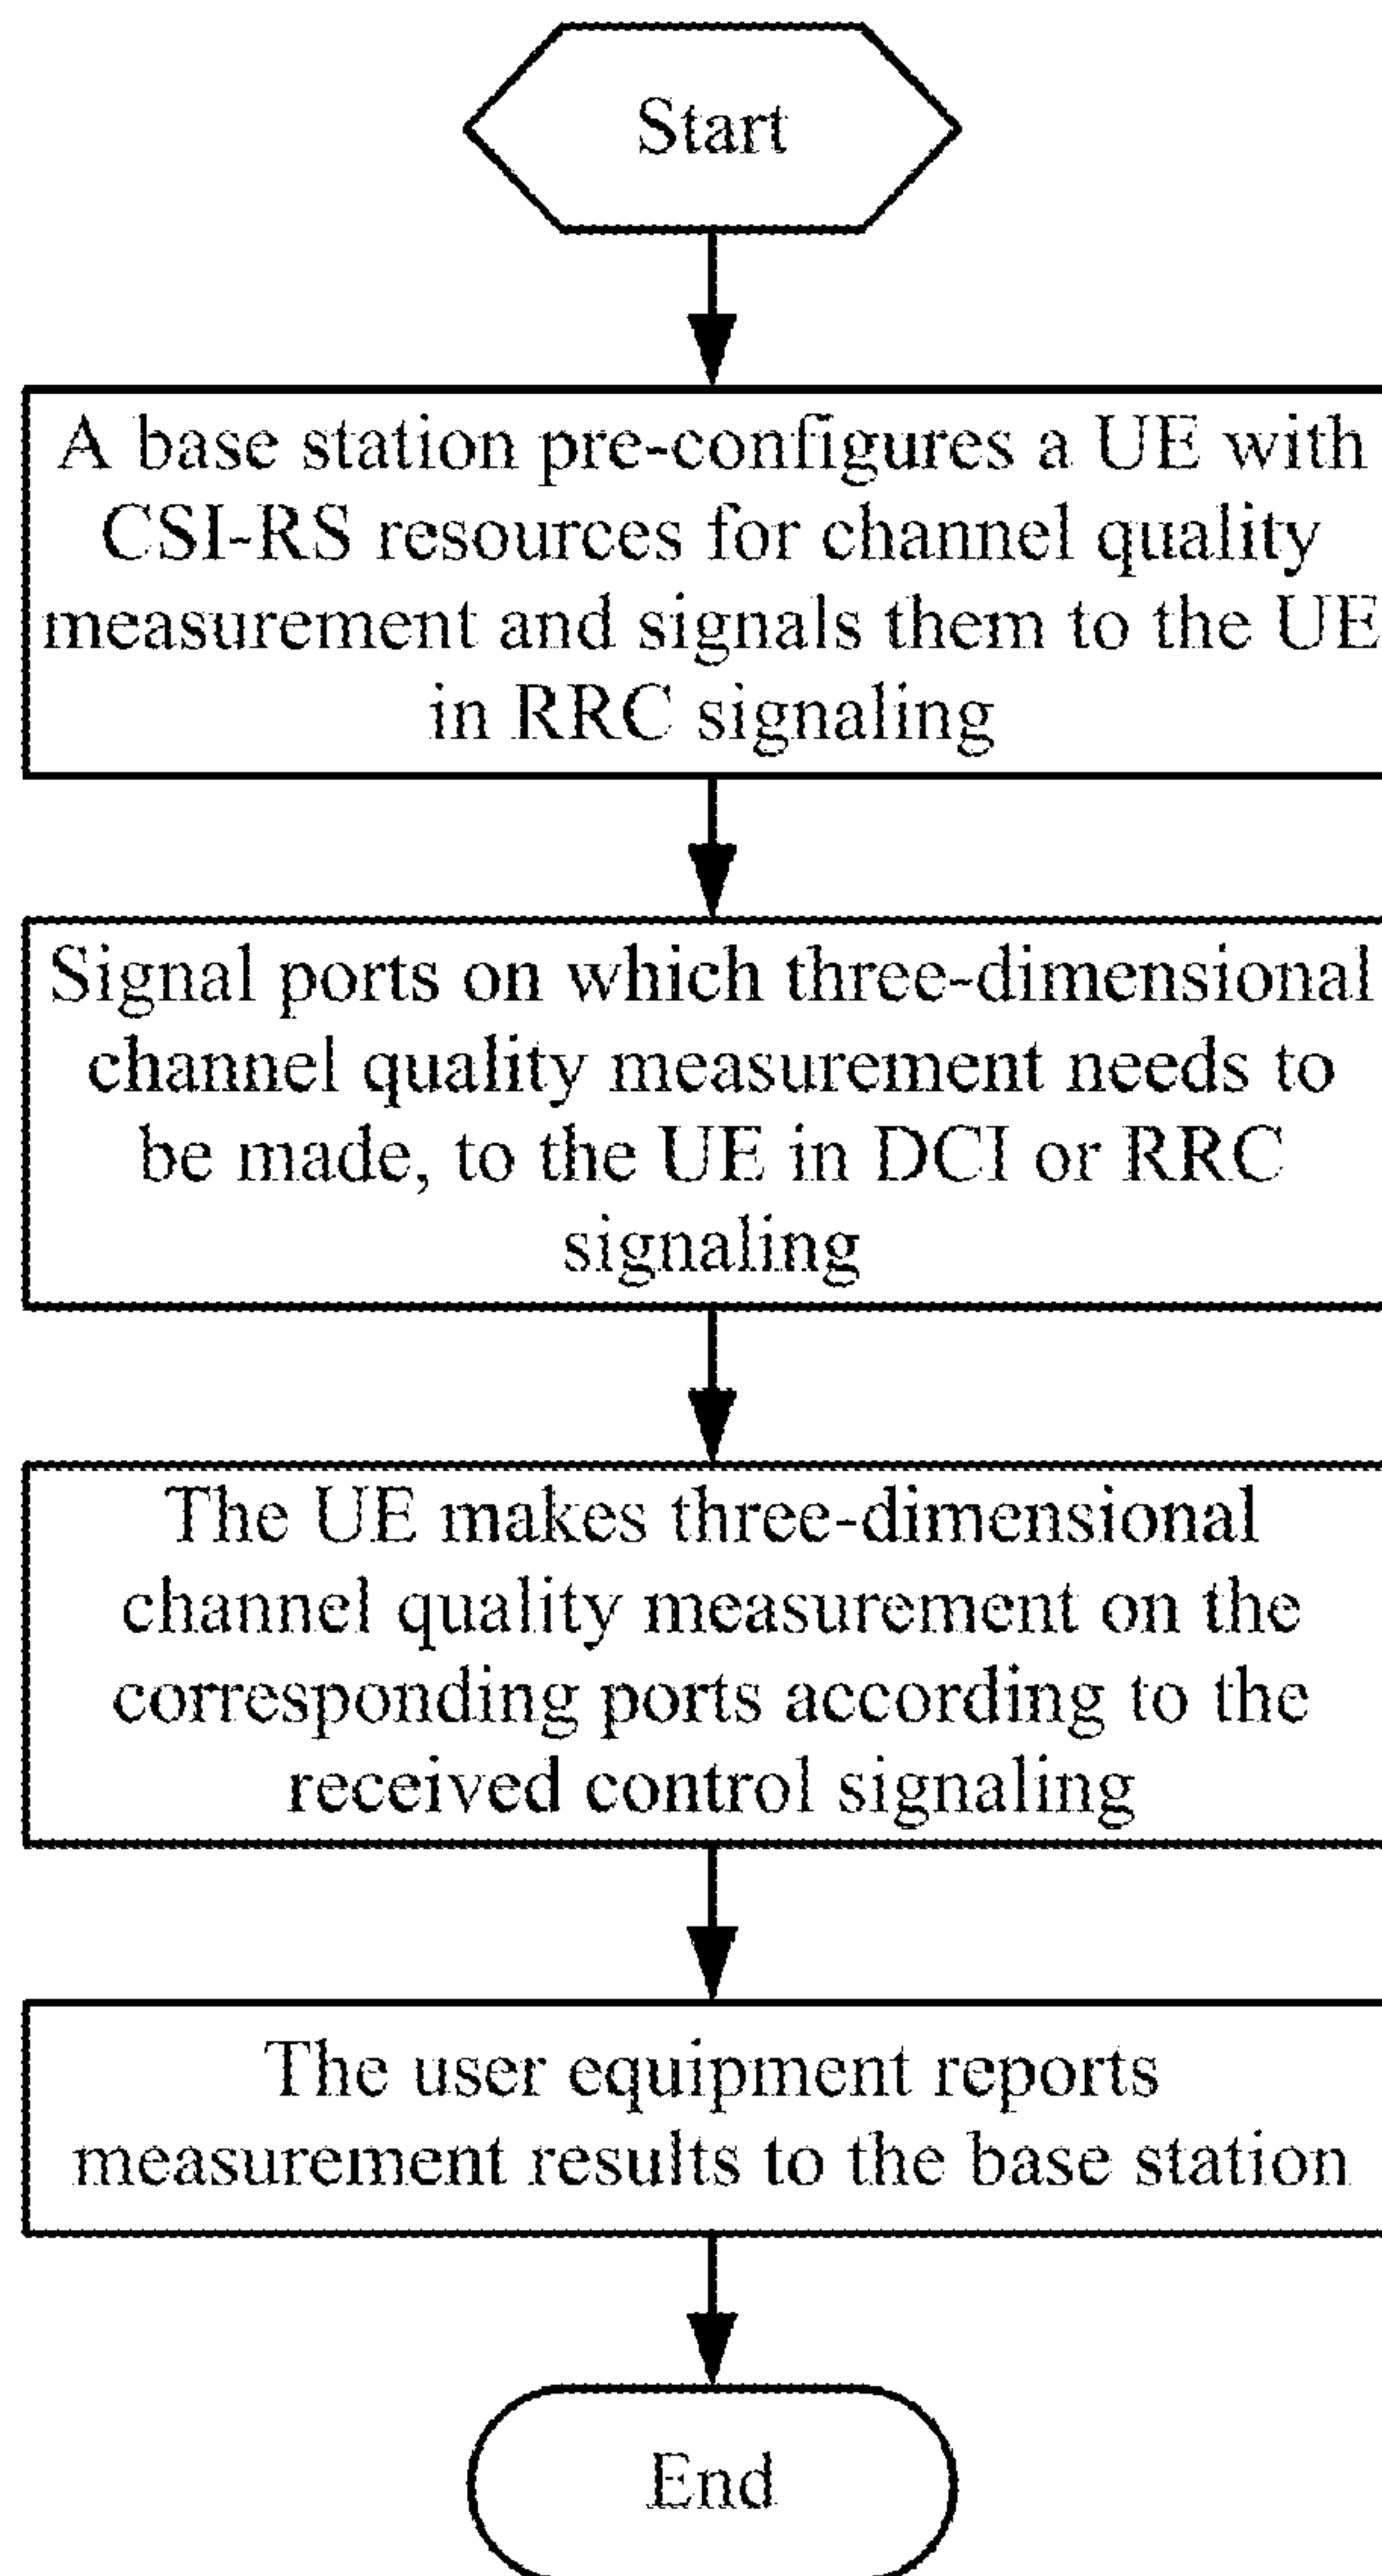 Start
A base station pre-configures a UE with
CSI-RS resources for channel quality
measurement and signals them to the UE
in RRC signaling
Signal ports on which three-dimensional
channel quality measurement needs to
be made, to the UE in DCI or RRC
signaling
The UE makes three-dimensional
channel quality measurement on the
corresponding ports according to the
received control signaling
The user equipment reports
measurement results to the base station
End